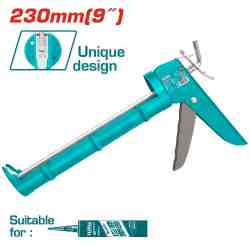 230mm(9″)
Unique
design
Suitable
for :